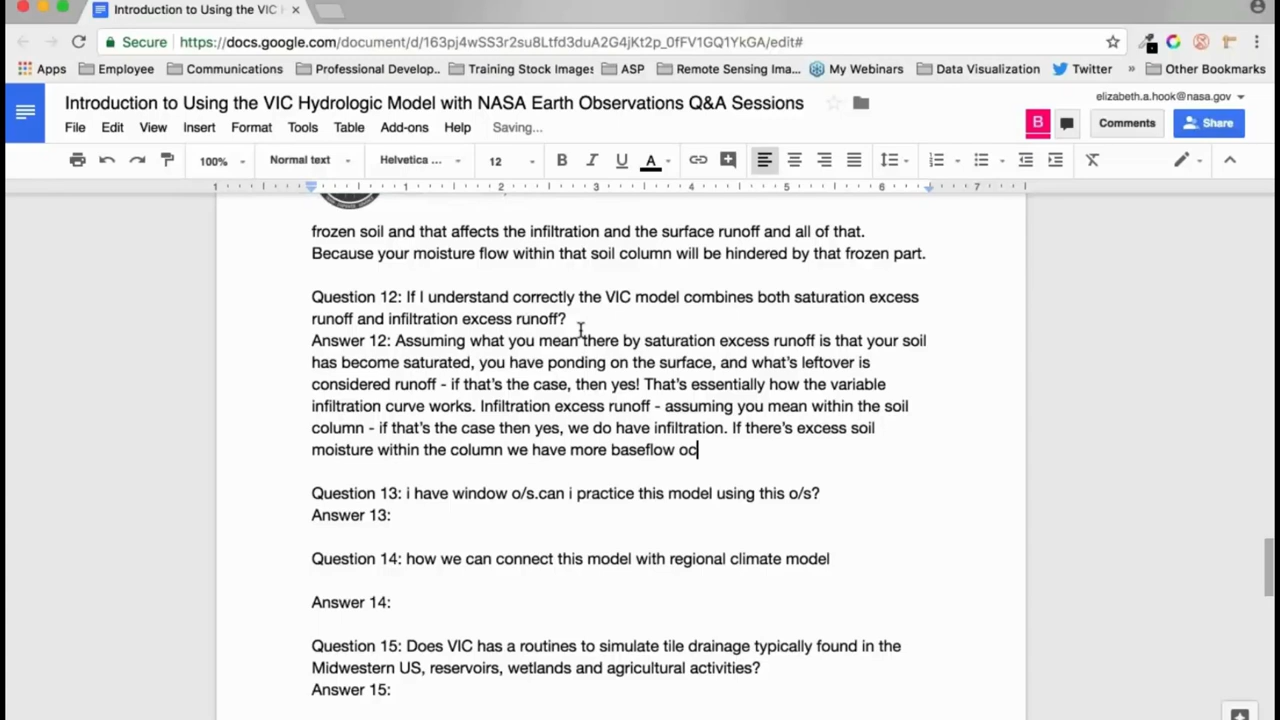 Introduction to Using the VIC H
Secure https://docs.google.com/document/d/163pj4wSS3r2su8Ltfd3duA2G4jKt2p_0fFV1GQ1YkGA/edit#
Apps Employee Communications Professional Develop.. Training Stock Images ASP Remote Sensing Ima... My Webinars Data Visualization Twitter » Other Bookmarks
Introduction to Using the VIC Hydrologic Model with NASA Earth Observations Q&A Sessions
elizabeth.a.hook@nasa.gov
File Edit View Insert Format Tools Table Add-ons Help Saving...
B Comments Share
100% Normal text Helvetica ... 12 B I U A
1 1 2 3 4 5 6 7
frozen soil and that affects the infiltration and the surface runoff and all of that.
Because your moisture flow within that soil column will be hindered by that frozen part.
Question 12: If I understand correctly the VIC model combines both saturation excess
runoff and infiltration excess runoff?
Answer 12: Assuming what you mean there by saturation excess runoff is that your soil
has become saturated, you have ponding on the surface, and what's leftover is
considered runoff - if that's the case, then yes! That's essentially how the variable
infiltration curve works. Infiltration excess runoff - assuming you mean within the soil
column - if that's the case then yes, we do have infiltration. If there's excess soil
moisture within the column we have more baseflow oc
Question 13: i have window o/s.can i practice this model using this o/s?
Answer 13:
Question 14: how we can connect this model with regional climate model
Answer 14:
Question 15: Does VIC has a routines to simulate tile drainage typically found in the
Midwestern US, reservoirs, wetlands and agricultural activities?
Answer 15: